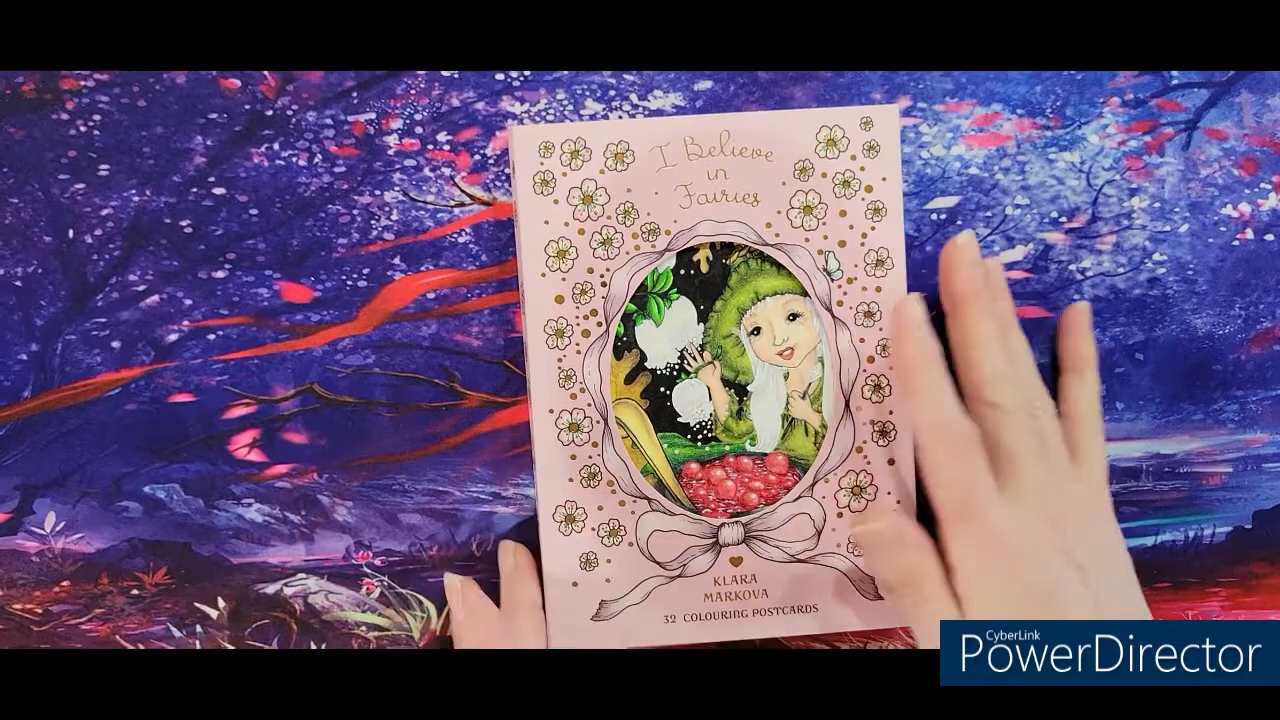 I Believe
in
Fairies
KLARA
MARKOVA
32 COLOURING POSTCARDS
CyberLink
PowerDirector